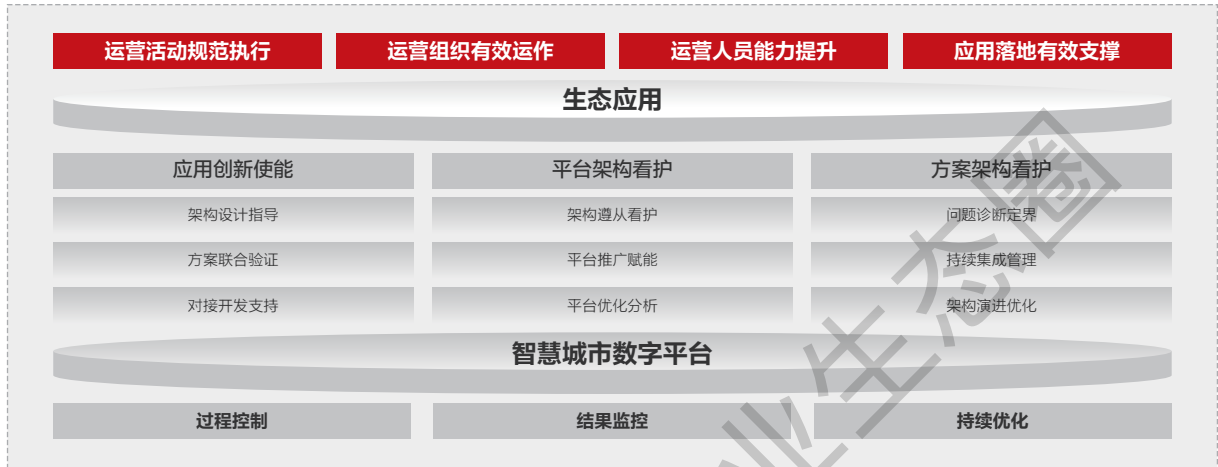 运营活动规范执行 运营组织有效运作 运营人员能力提升 应用落地有效支撑
生态应用
应用创新使能 平台架构看护 方案架构看护
架构设计指导 架构遵从看护 问题诊断定界
方案联合验证 平台推广赋能 持续集成管理
对接开发支持 平台优化分析 架构演进优化
智慧城市数字平台
过程控制 结果监控 持续优化
业生态圈